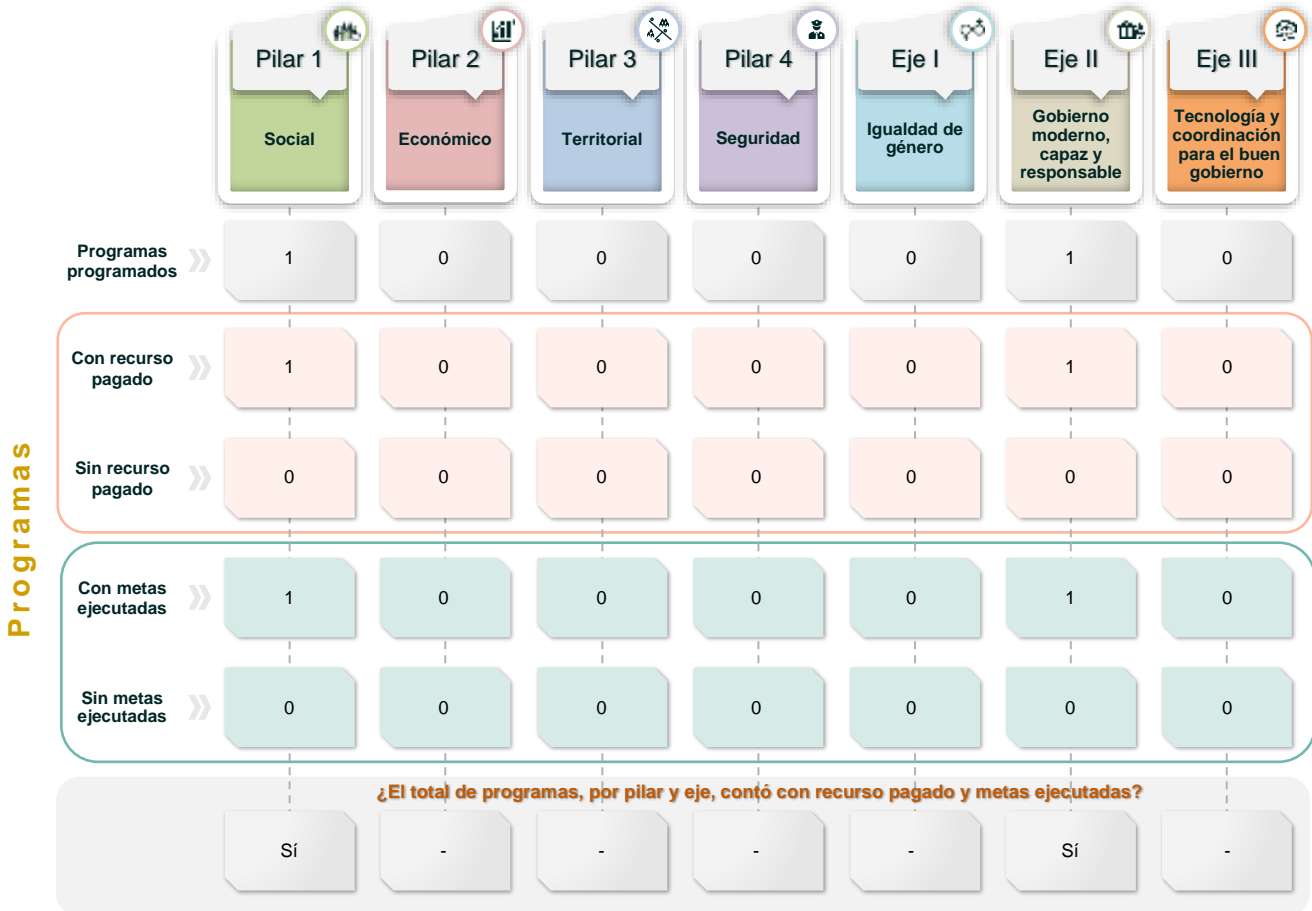 Pilar 1
Pilar 2
Pilar 3
Pilar 4
Eje I
Eje II
Eje III
Social
Económico
Territorial
Seguridad
Igualdad de
género
Gobierno
moderno,
capaz y
responsable
Tecnología y
coordinación
para el buen
gobierno
Programas
Programas
programados
1 0 0 0 0 1 0
Con recurso
pagado
1 0 0 0 0 1 0
Sin recurso
pagado
0 0 0 0 0 0 0
Con metas
ejecutadas
1 0 0 0 0 1 0
Sin metas
ejecutadas
0 0 0 0 0 0 0
¿El total de programas, por pilar y eje, contó con recurso pagado y metas ejecutadas?
Sí - - - - Sí -